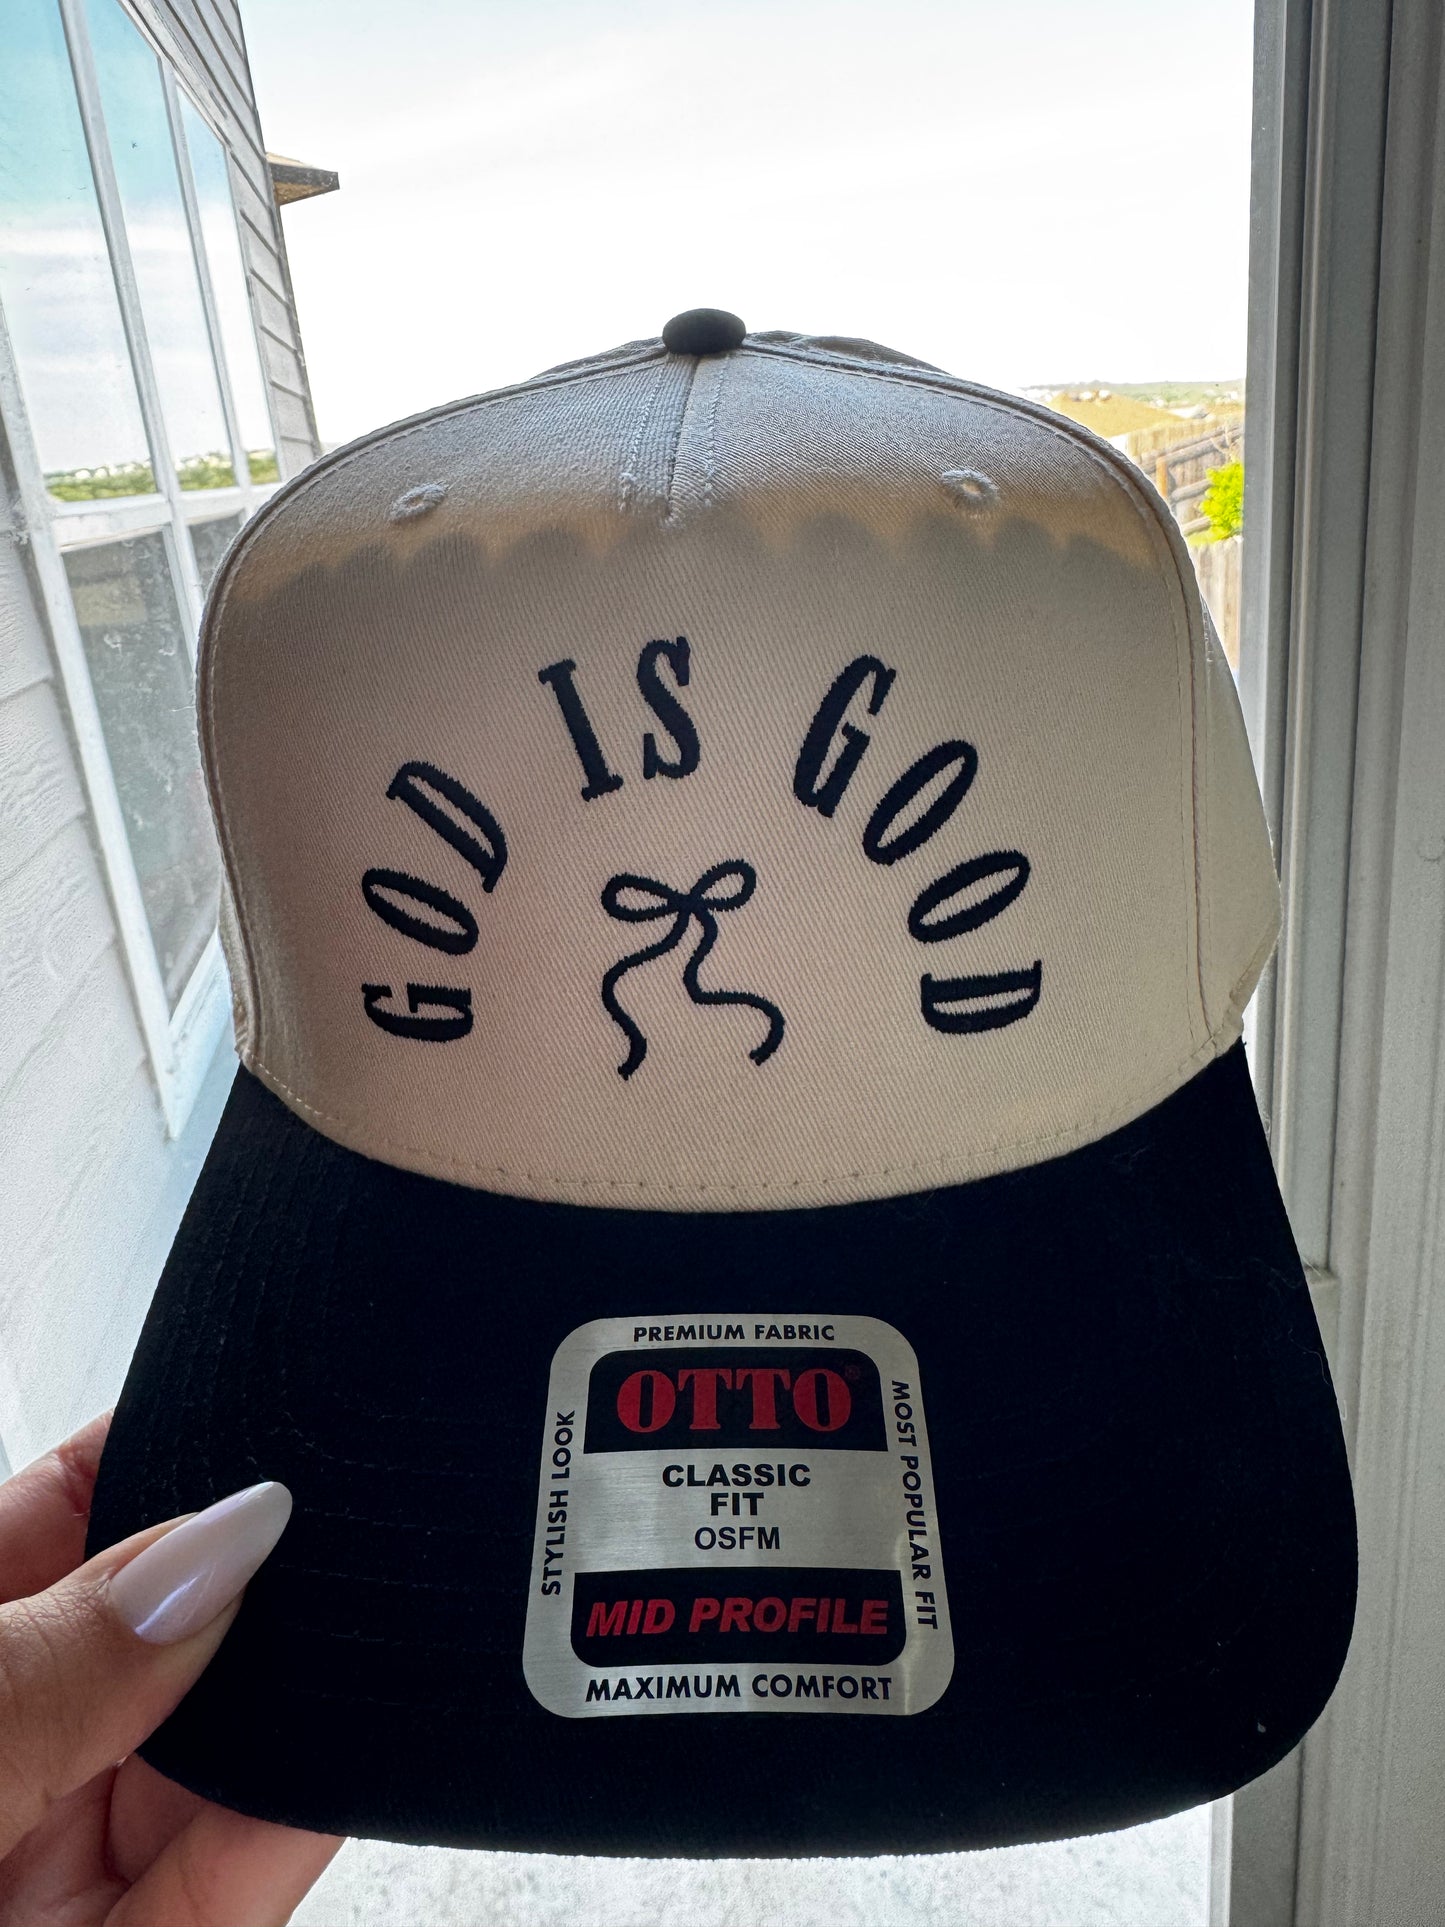 GOD IS GOOD
PREMIUM FABRIC
OTTO®
CLASSIC
FIT
OSFM
MID PROFILE
MAXIMUM COMFORT
STYLISH LOOK
MOST POPULAR FIT